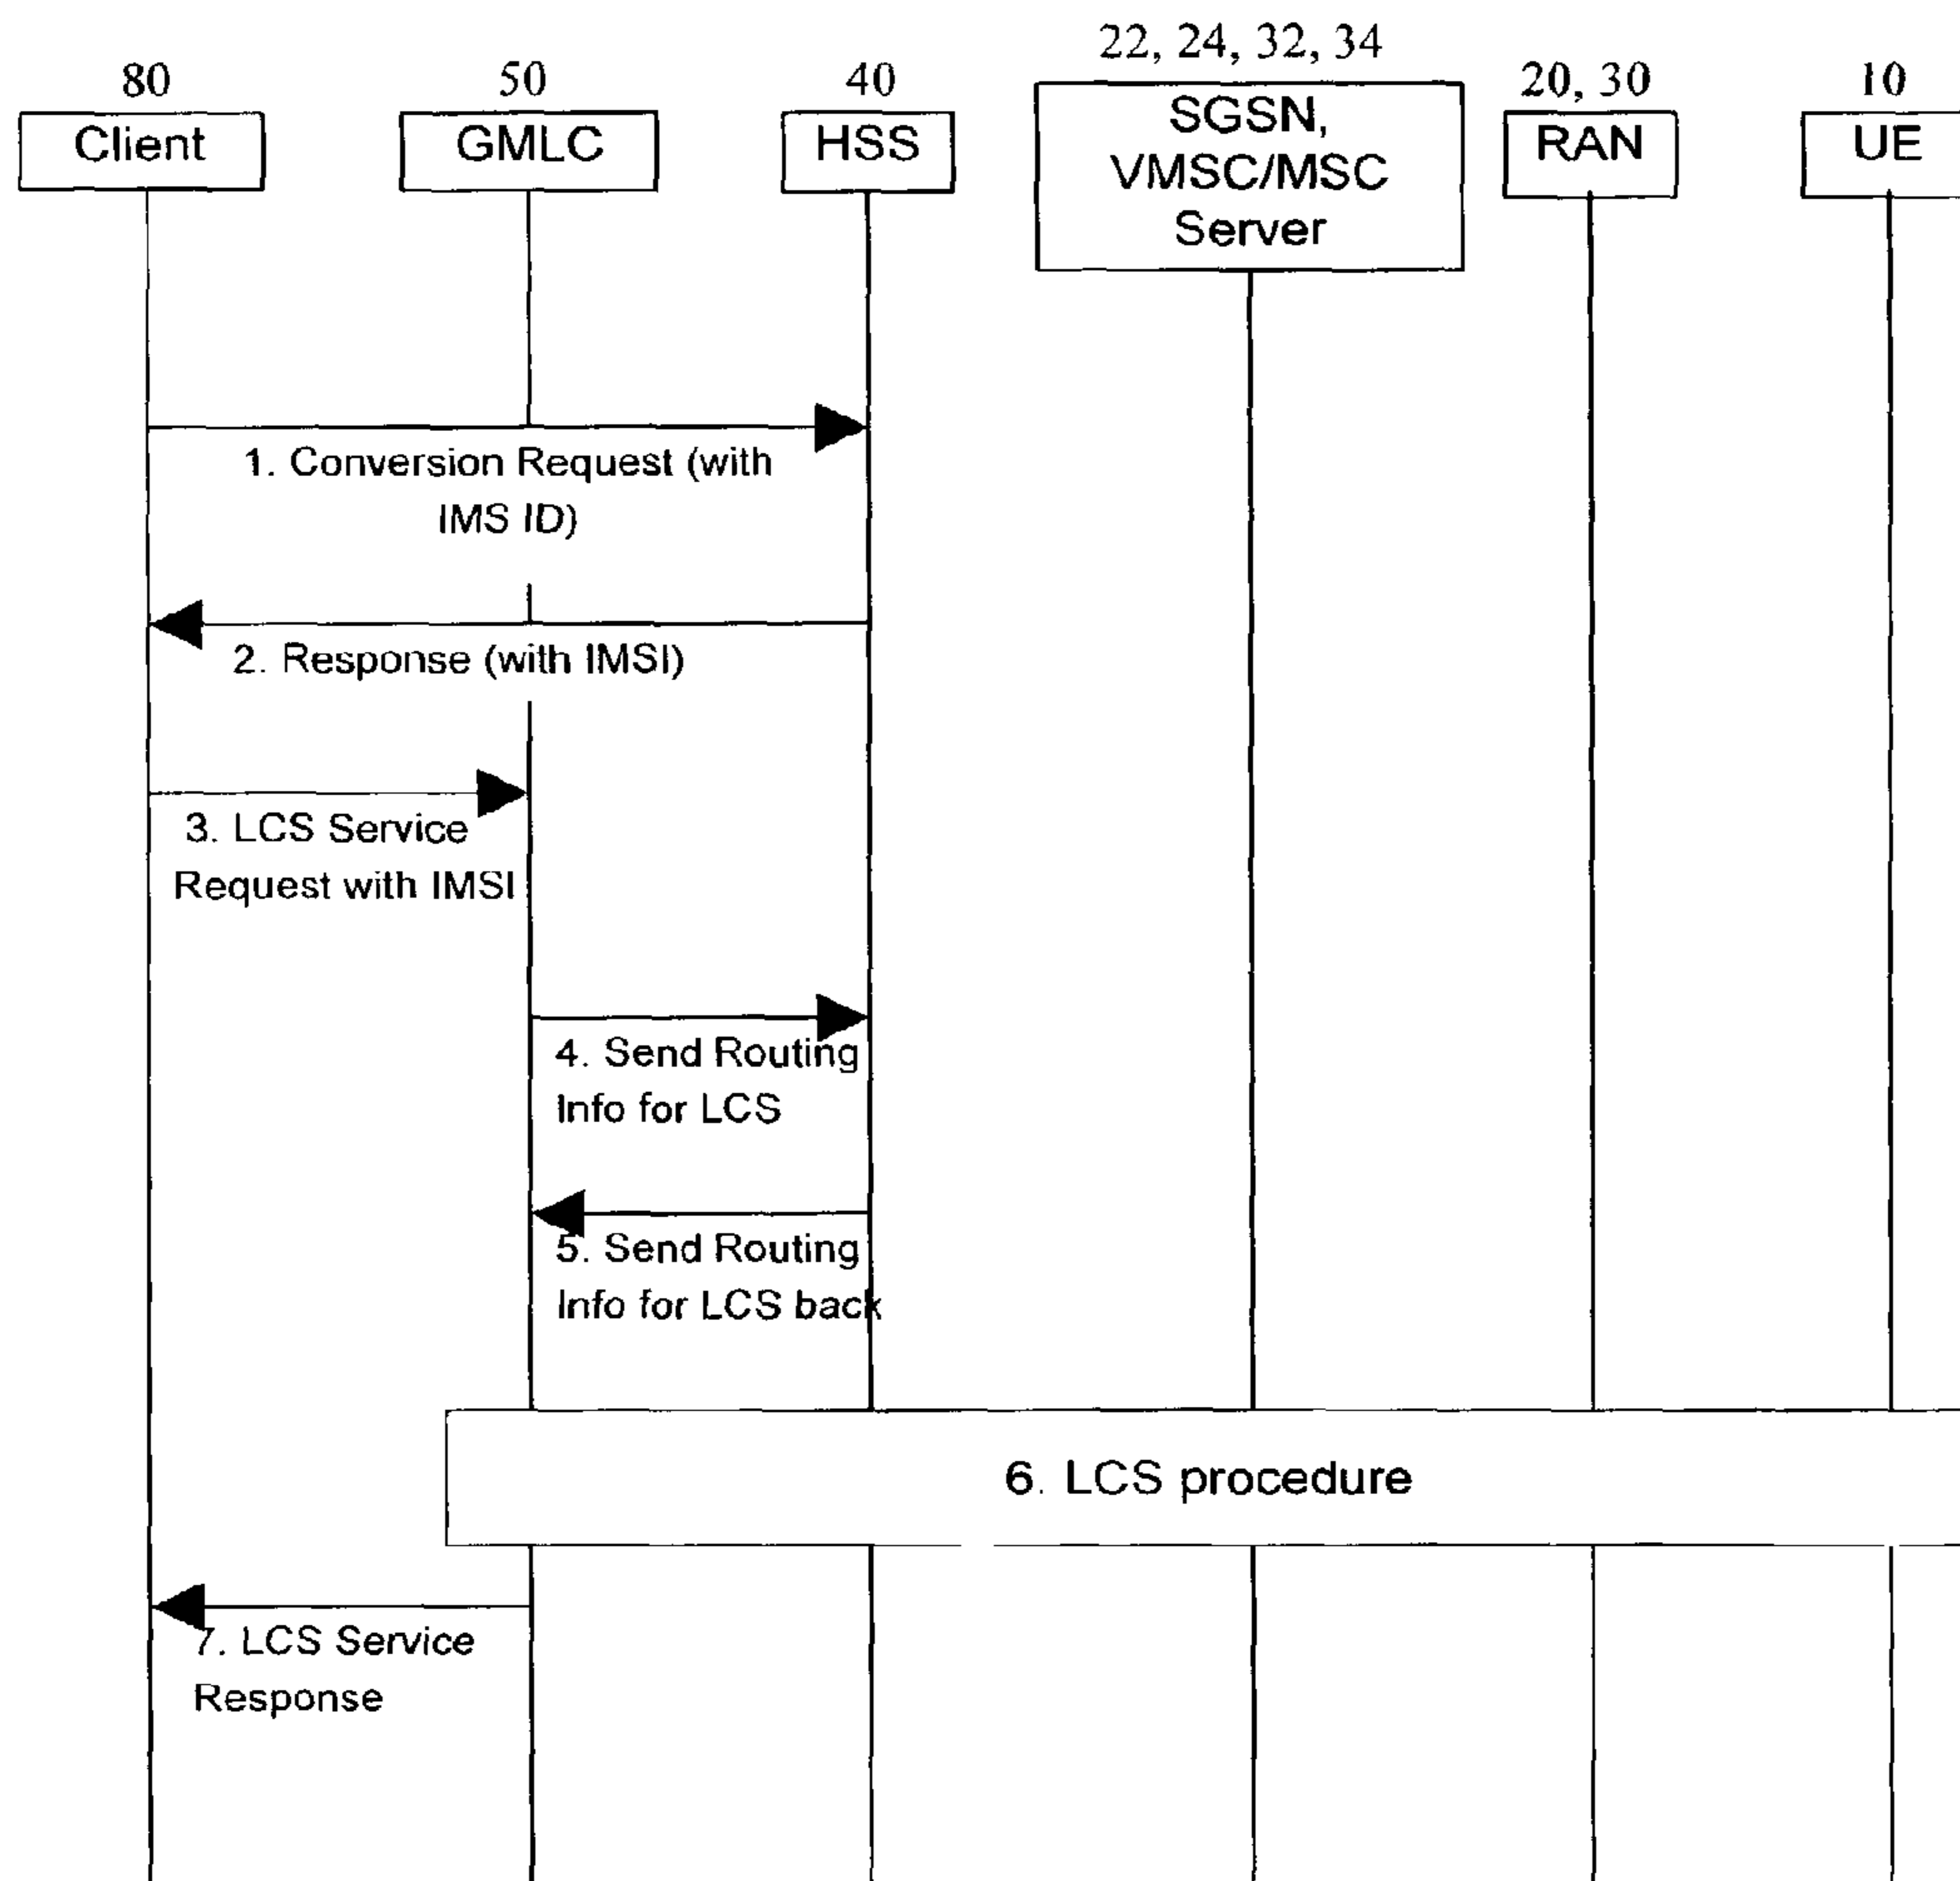 22, 24, 32, 34
80
50
40
20, 30
10
Client
GMLC
HSS
SGSN,
VMSC/MSC
Server
RAN
UE
1. Conversion Request (with
IMS ID)
2. Response (with IMSI)
3. LCS Service
Request with IMSI
4. Send Routing
Info for LCS
5. Send Routing
Info for LCS back
6. LCS procedure
7. LCS Service
Response